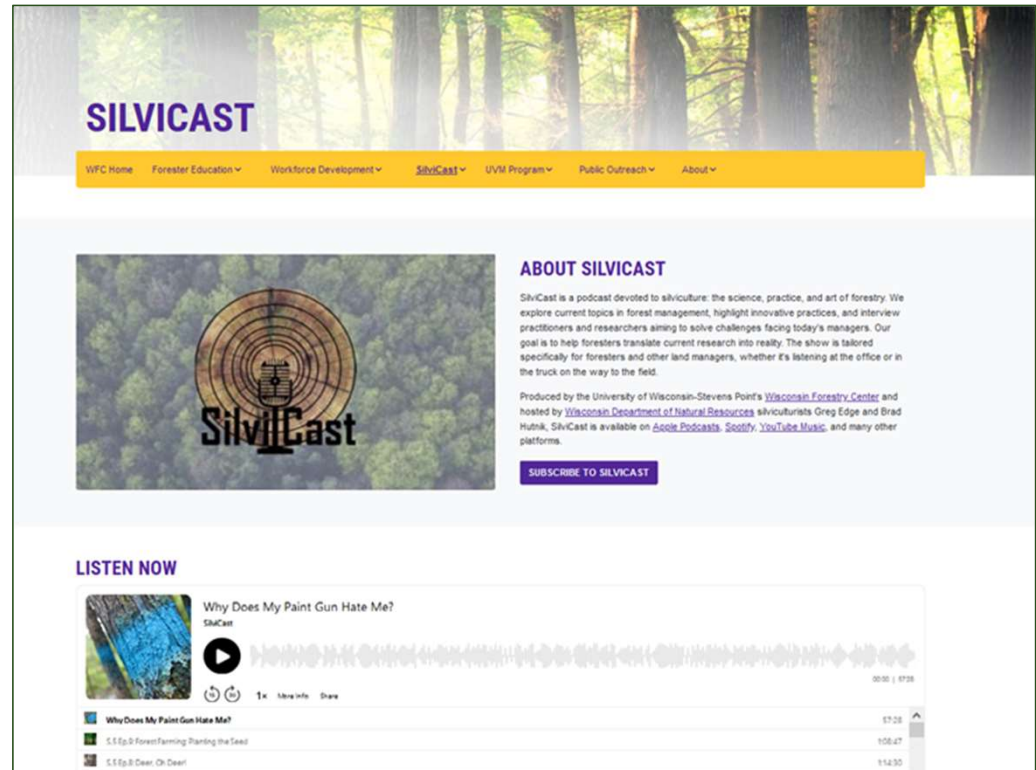 SILVICAST
WFC Home Forester Education Workforce Development SilviCast UVM Program Public Outreach About
SilviCast
ABOUT SILVICAST
SilviCast is a podcast devoted to silviculture: the science, practice, and art of forestry. We
explore current topics in forest management, highlight innovative practices, and interview
practitioners and researchers aiming to solve challenges facing today's managers. Our
goal is to help foresters translate current research into reality. The show is tailored
specifically for foresters and other land managers, whether it's listening at the office or in
the truck on the way to the field.
Produced by the University of Wisconsin–Stevens Point's Wisconsin Forestry Center and
hosted by Wisconsin Department of Natural Resources silviculturists Greg Edge and Brad
Hutnik, SilviCast is available on Apple Podcasts, Spotify, YouTube Music, and many other
platforms.
SUBSCRIBE TO SILVICAST
LISTEN NOW
Why Does My Paint Gun Hate Me?
SilviCast
00:00 | 57:28
1x More Info Share
Why Does My Paint Gun Hate Me? 57:28
S.5 Ep.9: Forest Farming: Planting the Seed 1:08:47
S.5 Ep.8: Deer, Oh Deer! 1:14:30